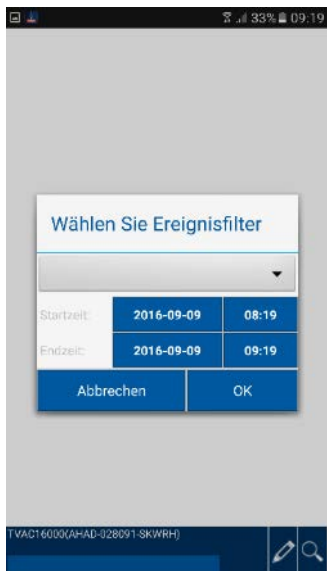 33% 09:19
Wählen Sie Ereignisfilter
Startzeit: 2016-09-09 08:19
Endzeit: 2016-09-09 09:19
Abbrechen OK
TVAC16000(AHAD-028091-SKWRH)